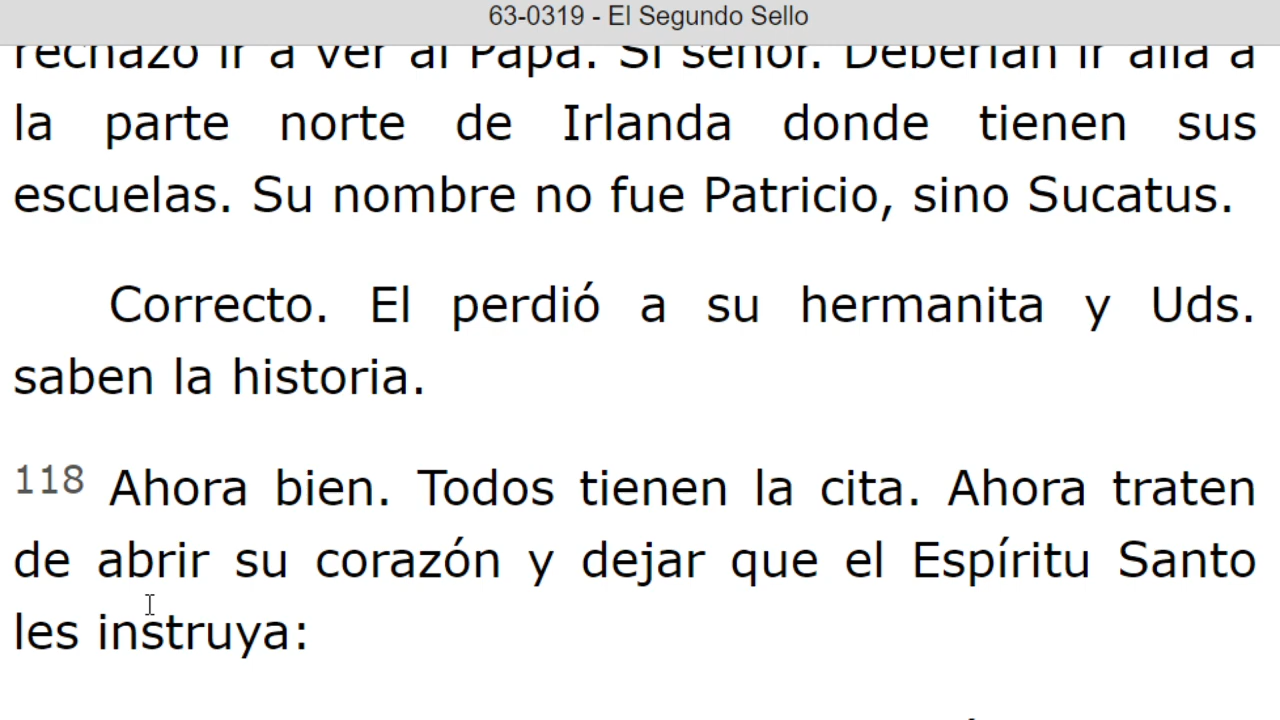 63-0319 - El Segundo Sello
rechazó ir a ver al Papa. Sí señor. Deberían ir allá a
la parte norte de Irlanda donde tienen sus
escuelas. Su nombre no fue Patricio, sino Sucatus.
Correcto. El perdió a su hermanita y Uds.
saben la historia.
118 Ahora bien. Todos tienen la cita. Ahora traten
de abrir su corazón y dejar que el Espíritu Santo
les instruya: